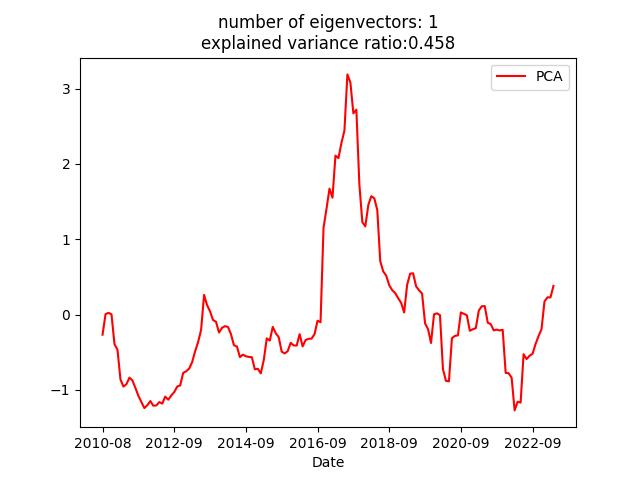 number of eigenvectors: 1
explained variance ratio:0.458
PCA
3
2
1
0
−1
2010-08 2012-09 2014-09 2016-09 2018-09 2020-09 2022-09
Date